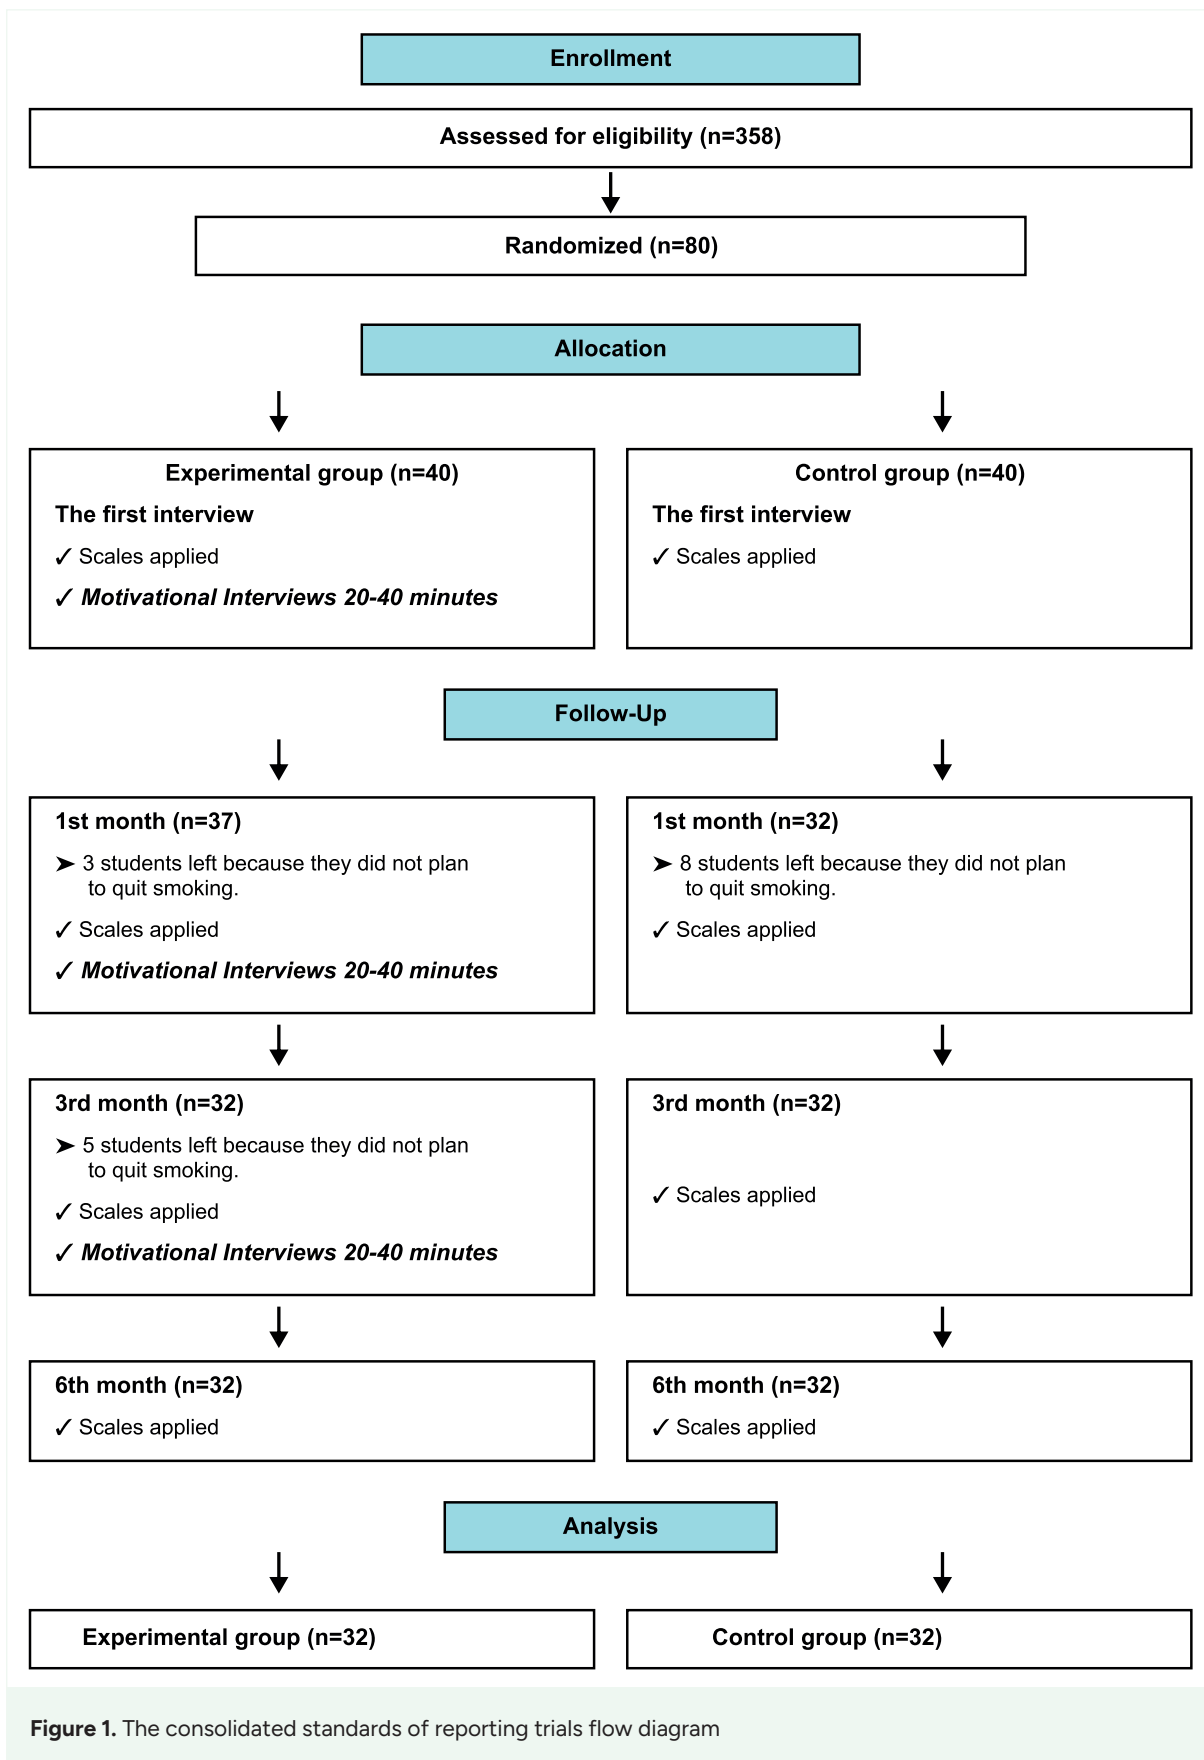 Enrollment
Assessed for eligibility (n=358)
Randomized (n=80)
Allocation
Experimental group (n=40)
The first interview
✓ Scales applied
✓ Motivational Interviews 20-40 minutes
Control group (n=40)
The first interview
✓ Scales applied
Follow-Up
1st month (n=37)
➤ 3 students left because they did not plan
to quit smoking.
✓ Scales applied
✓ Motivational Interviews 20-40 minutes
1st month (n=32)
➤ 8 students left because they did not plan
to quit smoking.
✓ Scales applied
3rd month (n=32)
➤ 5 students left because they did not plan
to quit smoking.
✓ Scales applied
✓ Motivational Interviews 20-40 minutes
3rd month (n=32)
✓ Scales applied
6th month (n=32)
✓ Scales applied
6th month (n=32)
✓ Scales applied
Analysis
Experimental group (n=32)
Control group (n=32)
Figure 1. The consolidated standards of reporting trials flow diagram